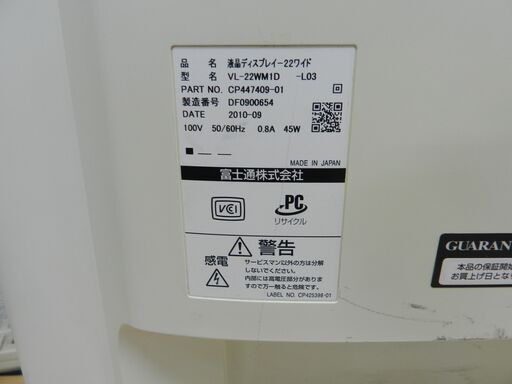 品 名 液晶ディスプレイ-22ワイド
型 名 VL-22WM1D -L03
PART NO. CP447409-01
製造番号 DF0900654
DATE 2010-09
100V 50/60Hz 0.8A 45W
MADE IN JAPAN
富士通株式会社
VCI
PC
リサイクル
感電
警告
サービスマン以外の方は分解
しないでください。
内部には高電圧部分がありま
すので万一触ると危険です。
LABEL NO. CP425398-01
GUARAN
本品の保証開始
お買上げ日とな